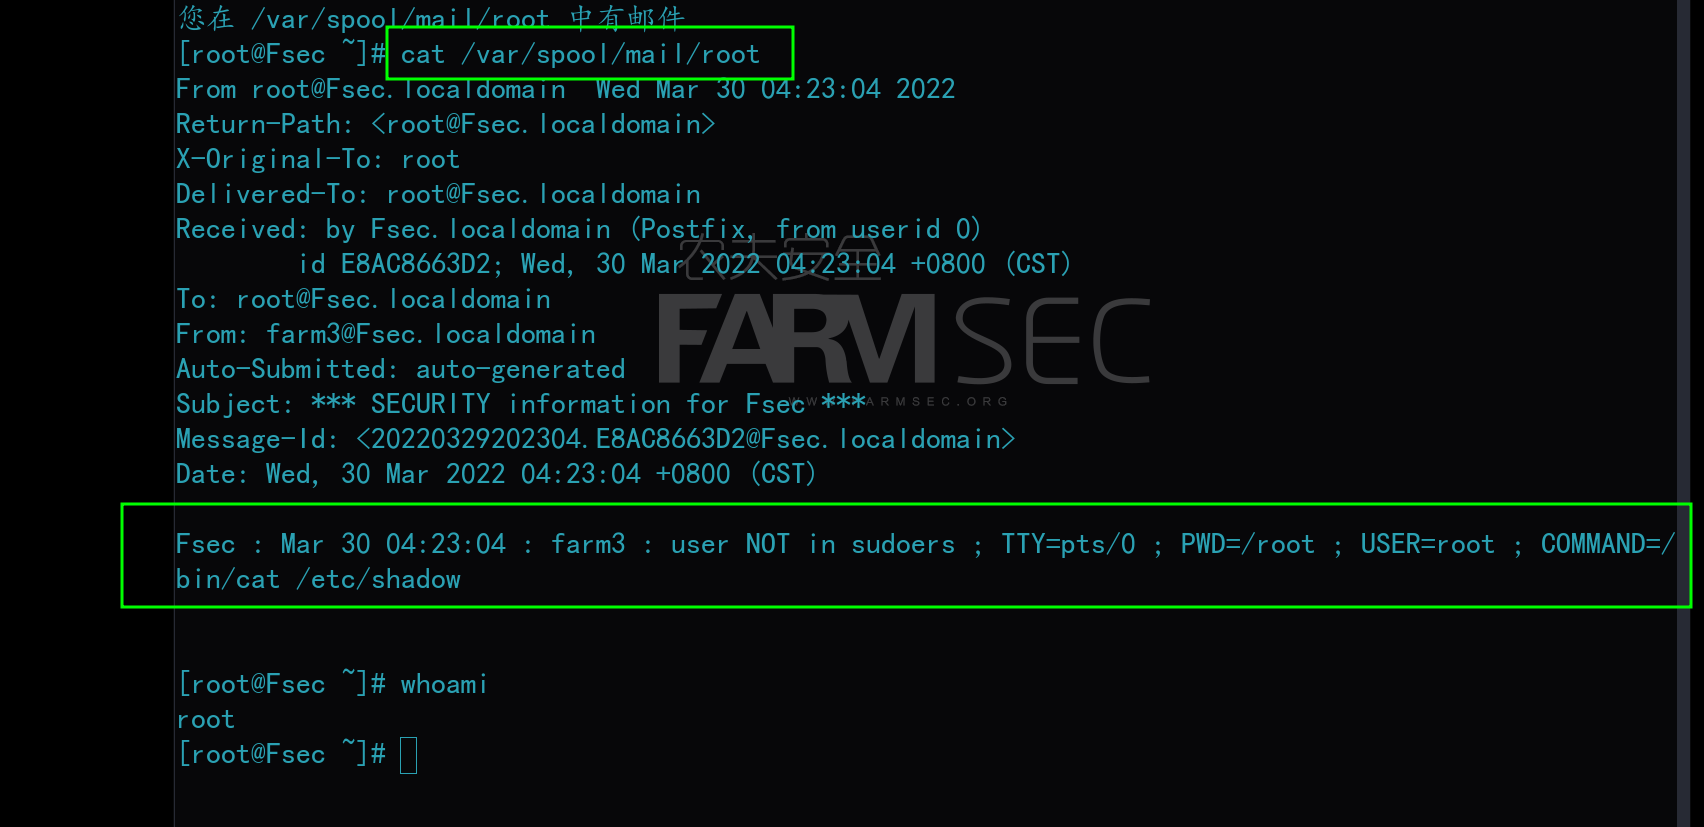 您在 /var/spool/mail/root 中有邮件
[root@Fsec ~]# cat /var/spool/mail/root
From root@Fsec.localdomain  Wed Mar 30 04:23:04 2022
Return-Path: <root@Fsec.localdomain>
X-Original-To: root
Delivered-To: root@Fsec.localdomain
Received: by Fsec.localdomain (Postfix, from userid 0)
        id E8AC8663D2; Wed, 30 Mar 2022 04:23:04 +0800 (CST)
To: root@Fsec.localdomain
From: farm3@Fsec.localdomain
Auto-Submitted: auto-generated
Subject: *** SECURITY information for Fsec ***
Message-Id: <20220329202304.E8AC8663D2@Fsec.localdomain>
Date: Wed, 30 Mar 2022 04:23:04 +0800 (CST)
Fsec : Mar 30 04:23:04 : farm3 : user NOT in sudoers ; TTY=pts/0 ; PWD=/root ; USER=root ; COMMAND=/
bin/cat /etc/shadow
[root@Fsec ~]# whoami
root
[root@Fsec ~]#
农夫安全
FARMSEC